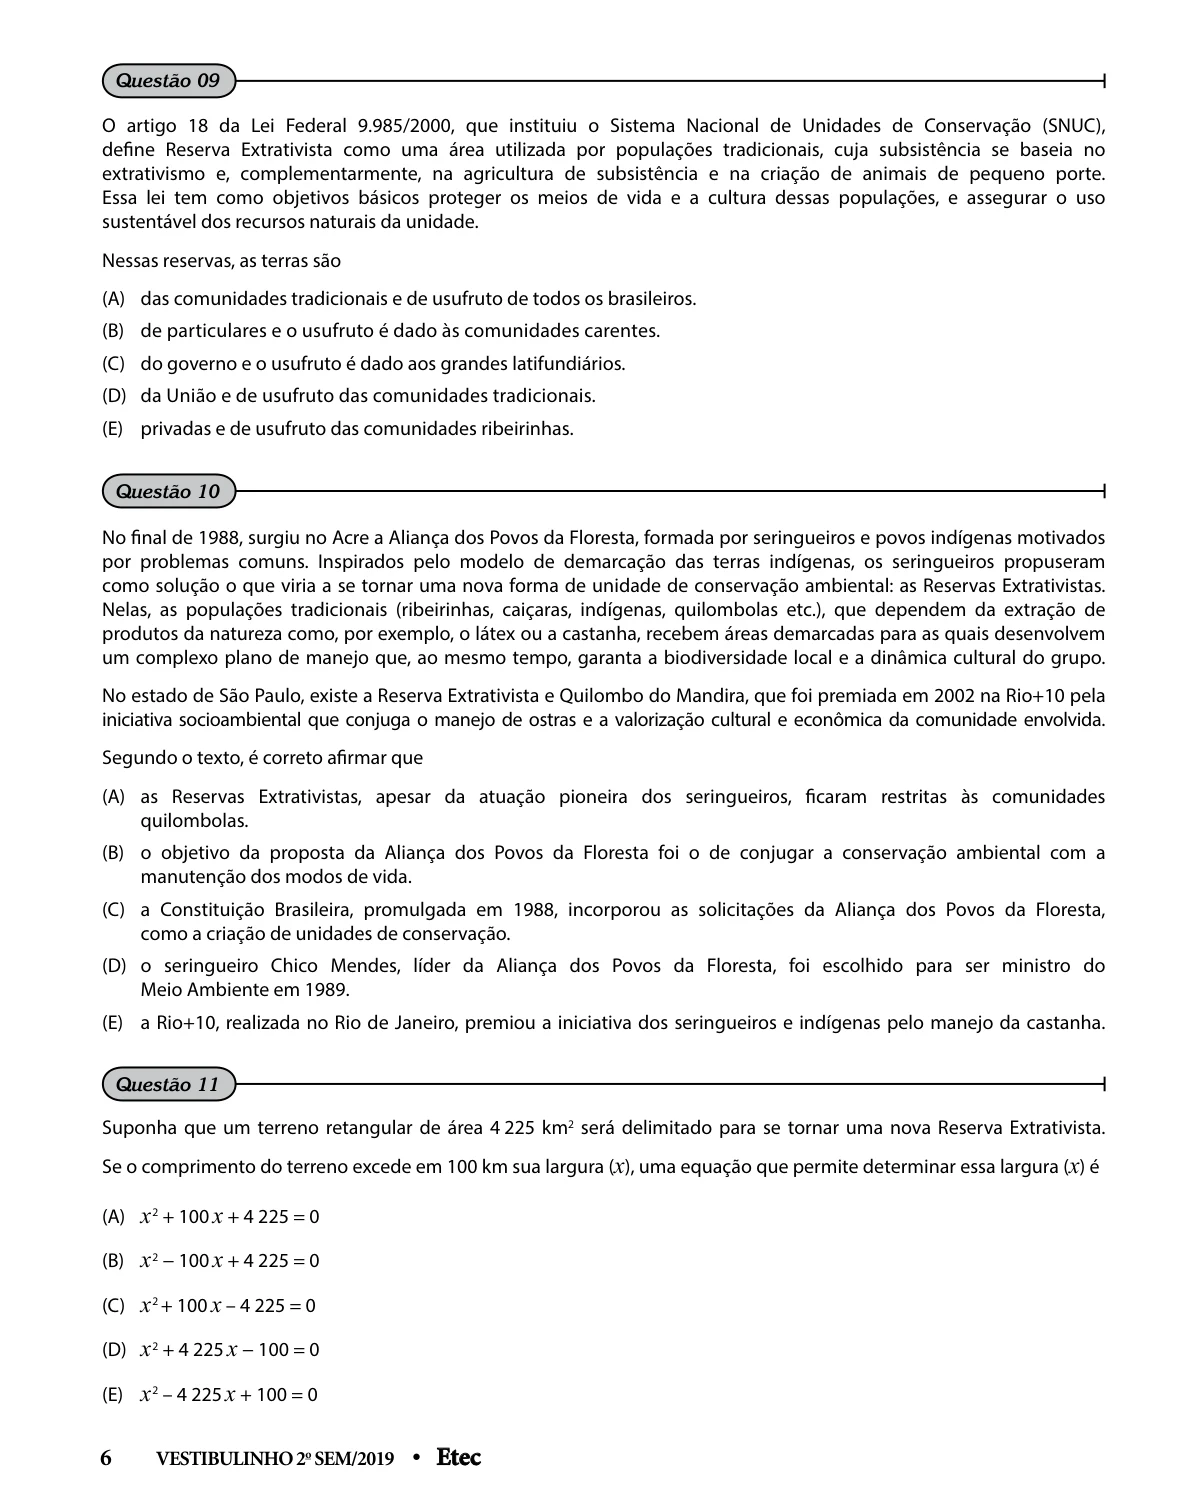 Questão 09
O artigo 18 da Lei Federal 9.985/2000, que instituiu o Sistema Nacional de Unidades de Conservação (SNUC),
define Reserva Extrativista como uma área utilizada por populações tradicionais, cuja subsistência se baseia no
extrativismo e, complementarmente, na agricultura de subsistência e na criação de animais de pequeno porte.
Essa lei tem como objetivos básicos proteger os meios de vida e a cultura dessas populações, e assegurar o uso
sustentável dos recursos naturais da unidade.
Nessas reservas, as terras são
(A) das comunidades tradicionais e de usufruto de todos os brasileiros.
(B) de particulares e o usufruto é dado às comunidades carentes.
(C) do governo e o usufruto é dado aos grandes latifundiários.
(D) da União e de usufruto das comunidades tradicionais.
(E) privadas e de usufruto das comunidades ribeirinhas.
Questão 10
No final de 1988, surgiu no Acre a Aliança dos Povos da Floresta, formada por seringueiros e povos indígenas motivados
por problemas comuns. Inspirados pelo modelo de demarcação das terras indígenas, os seringueiros propuseram
como solução o que viria a se tornar uma nova forma de unidade de conservação ambiental: as Reservas Extrativistas.
Nelas, as populações tradicionais (ribeirinhas, caiçaras, indígenas, quilombolas etc.), que dependem da extração de
produtos da natureza como, por exemplo, o látex ou a castanha, recebem áreas demarcadas para as quais desenvolvem
um complexo plano de manejo que, ao mesmo tempo, garanta a biodiversidade local e a dinâmica cultural do grupo.
No estado de São Paulo, existe a Reserva Extrativista e Quilombo do Mandira, que foi premiada em 2002 na Rio+10 pela
iniciativa socioambiental que conjuga o manejo de ostras e a valorização cultural e econômica da comunidade envolvida.
Segundo o texto, é correto afirmar que
(A) as Reservas Extrativistas, apesar da atuação pioneira dos seringueiros, ficaram restritas às comunidades
quilombolas.
(B) o objetivo da proposta da Aliança dos Povos da Floresta foi o de conjugar a conservação ambiental com a
manutenção dos modos de vida.
(C) a Constituição Brasileira, promulgada em 1988, incorporou as solicitações da Aliança dos Povos da Floresta,
como a criação de unidades de conservação.
(D) o seringueiro Chico Mendes, líder da Aliança dos Povos da Floresta, foi escolhido para ser ministro do
Meio Ambiente em 1989.
(E) a Rio+10, realizada no Rio de Janeiro, premiou a iniciativa dos seringueiros e indígenas pelo manejo da castanha.
Questão 11
Suponha que um terreno retangular de área 4 225 km² será delimitado para se tornar uma nova Reserva Extrativista.
Se o comprimento do terreno excede em 100 km sua largura (x), uma equação que permite determinar essa largura (x) é
(A) x² + 100 x + 4 225 = 0
(B) x² − 100 x + 4 225 = 0
(C) x² + 100 x – 4 225 = 0
(D) x² + 4 225 x − 100 = 0
(E) x² – 4 225 x + 100 = 0
6 VESTIBULINHO 2º SEM/2019 • Etec